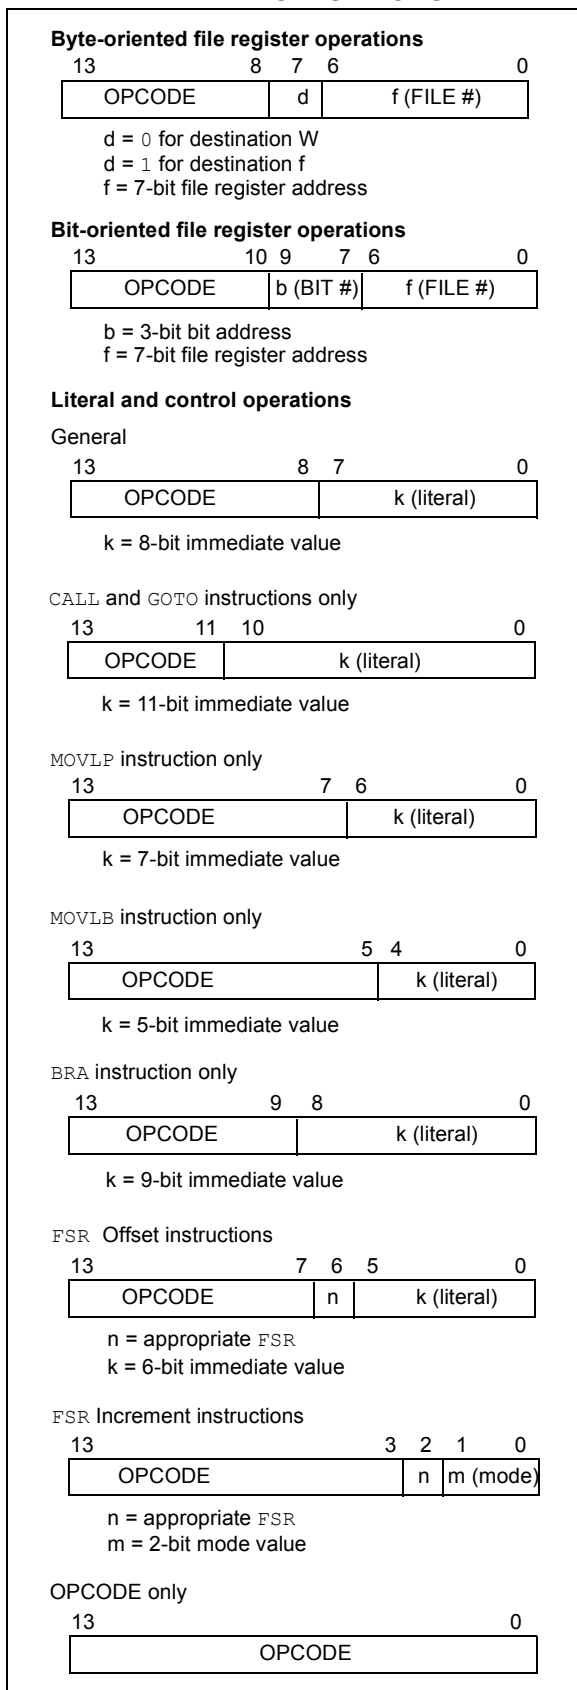 Byte-oriented file register operations
13 8 7 6 0
OPCODE d f (FILE #)
d = 0 for destination W
d = 1 for destination f
f = 7-bit file register address
Bit-oriented file register operations
13 10 9 7 6 0
OPCODE b (BIT #) f (FILE #)
b = 3-bit bit address
f = 7-bit file register address
Literal and control operations
General
13 8 7 0
OPCODE k (literal)
k = 8-bit immediate value
CALL and GOTO instructions only
13 11 10 0
OPCODE k (literal)
k = 11-bit immediate value
MOVLP instruction only
13 7 6 0
OPCODE k (literal)
k = 7-bit immediate value
MOVLB instruction only
13 5 4 0
OPCODE k (literal)
k = 5-bit immediate value
BRA instruction only
13 9 8 0
OPCODE k (literal)
k = 9-bit immediate value
FSR Offset instructions
13 7 6 5 0
OPCODE n k (literal)
n = appropriate FSR
k = 6-bit immediate value
FSR Increment instructions
13 3 2 1 0
OPCODE n m (mode)
n = appropriate FSR
m = 2-bit mode value
OPCODE only
13 0
OPCODE